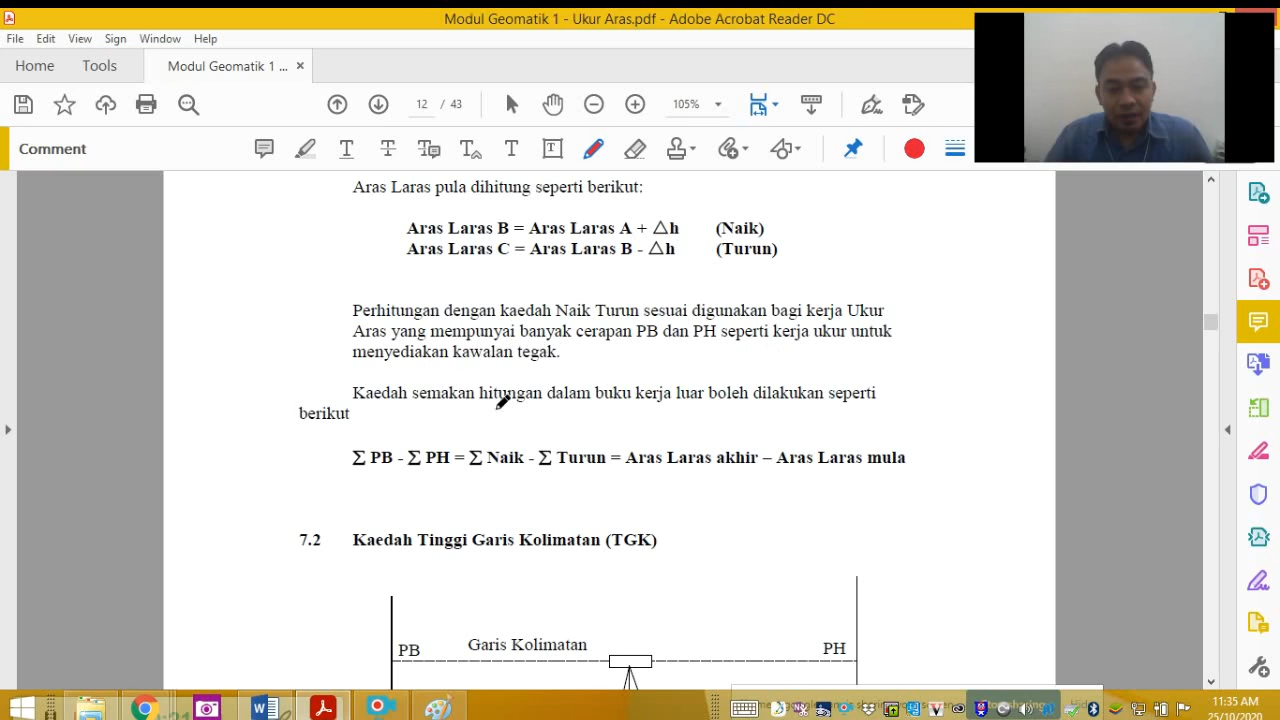 Modul Geomatik 1 - Ukur Aras.pdf - Adobe Acrobat Reader DC
File Edit View Sign Window Help
Home Tools Modul Geomatik 1 ... ×
12 / 43 105%
Comment
Aras Laras pula dihitung seperti berikut:
Aras Laras B = Aras Laras A + △h (Naik)
Aras Laras C = Aras Laras B - △h (Turun)
Perhitungan dengan kaedah Naik Turun sesuai digunakan bagi kerja Ukur
Aras yang mempunyai banyak cerapan PB dan PH seperti kerja ukur untuk
menyediakan kawalan tegak.
Kaedah semakan hitungan dalam buku kerja luar boleh dilakukan seperti
berikut
Σ PB - Σ PH = Σ Naik - Σ Turun = Aras Laras akhir – Aras Laras mula
7.2 Kaedah Tinggi Garis Kolimatan (TGK)
PB Garis Kolimatan PH
11:35 AM
25/10/2020